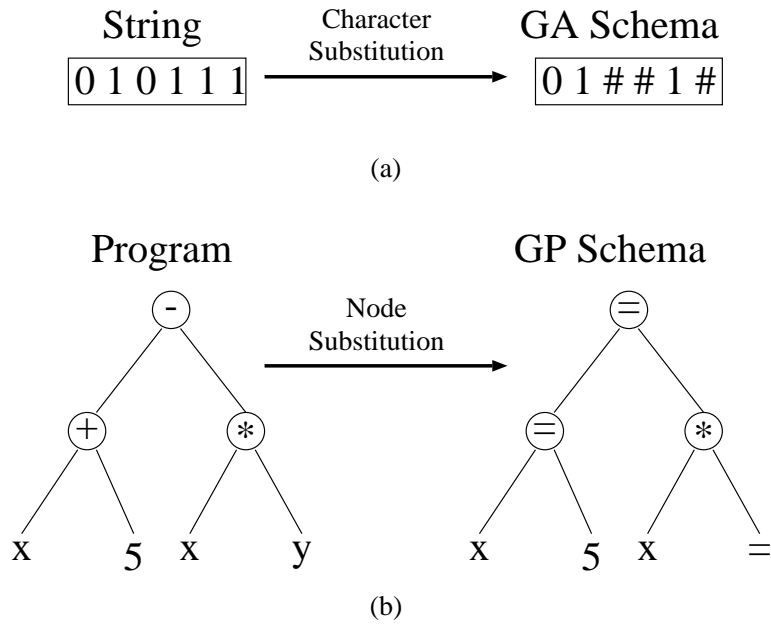 String
Character
Substitution
GA Schema
0 1 0 1 1 1
0 1 # # 1 #
(a)
Program
Node
Substitution
GP Schema
-
=
+
*
=
*
x
5
x
y
x
5
x
=
(b)